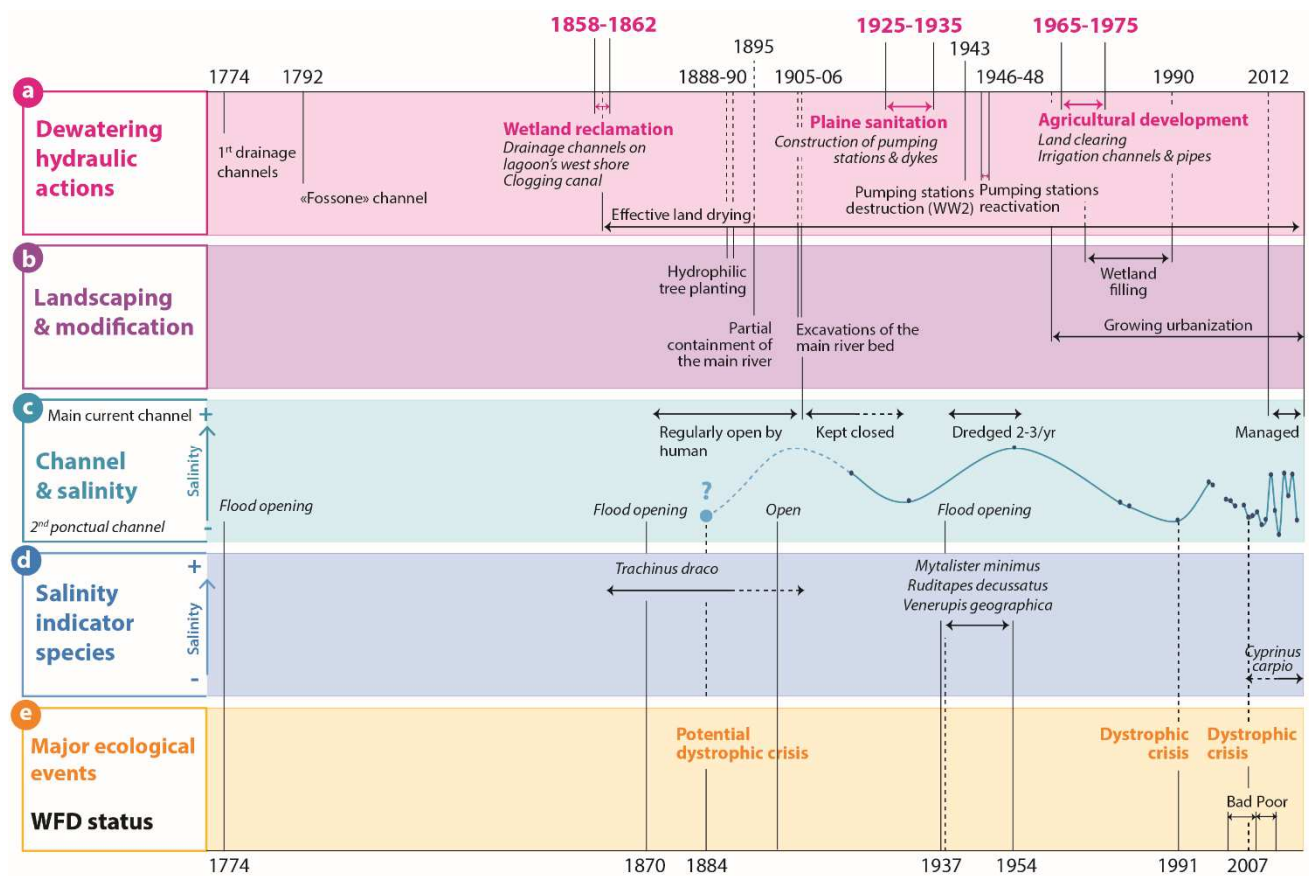 1858-1862
1925-1935
1965-1975
1895
1943
1774
1792
1888-90
1905-06
1946-48
1990
2012
a
Dewatering
hydraulic
actions
1rt drainage
channels
«Fossone» channel
Wetland reclamation
Drainage channels on
lagoon's west shore
Clogging canal
Effective land drying
Plaine sanitation
Construction of pumping
stations & dykes
Pumping stations
destruction (WW2)
Pumping stations
reactivation
Agricultural development
Land clearing
Irrigation channels & pipes
b
Landscaping
& modification
Hydrophilic
tree planting
Partial
containment of
the main river
Excavations of the
main river bed
Wetland
filling
Growing urbanization
c
Main current channel
+
Channel
& salinity
Salinity
-
2nd ponctual channel
Regularly open by
human
Kept closed
Dredged 2-3/yr
Managed
?
Flood opening
Flood opening
Open
Flood opening
d
Salinity
indicator
species
+
Salinity
-
Trachinus draco
Mytalister minimus
Ruditapes decussatus
Venerupis geographica
Cyprinus
carpio
e
Major ecological
events
WFD status
Potential
dystrophic crisis
Dystrophic
crisis
Dystrophic
crisis
Bad Poor
1774
1870
1884
1937
1954
1991
2007